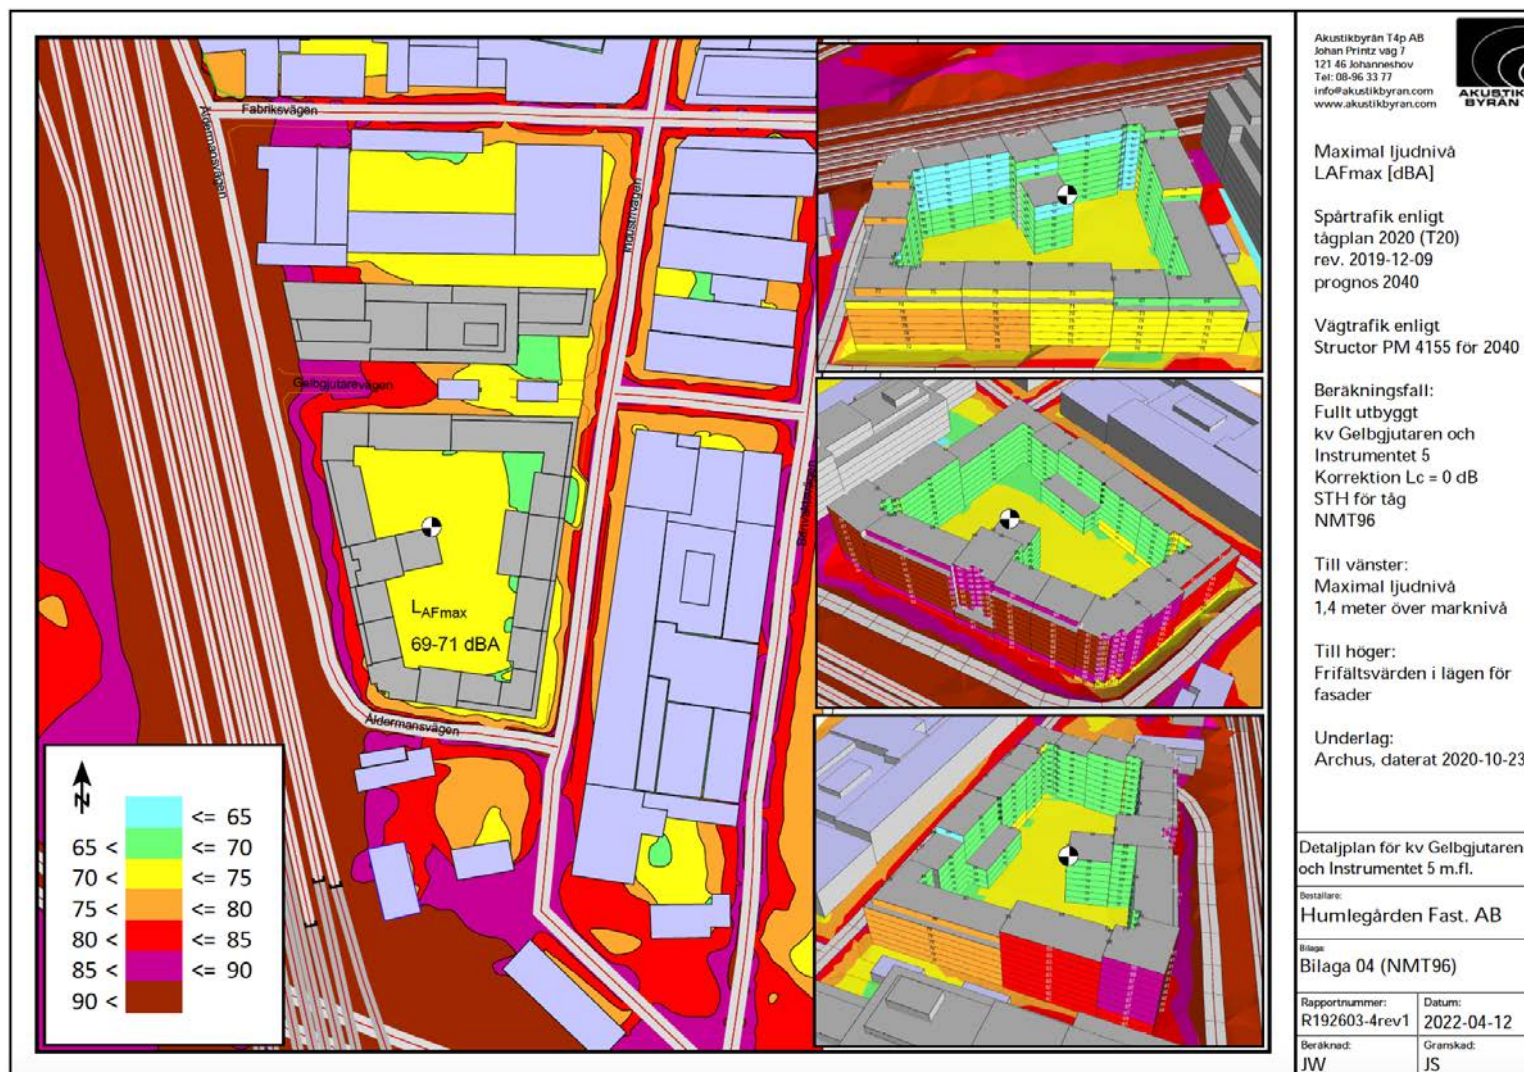 Fabriksvägen
Åldermansvägen
Industrivägen
Gelbgjutarevägen
LAFmax
69-71 dBA
Åldermansvägen
N
<= 65
65 < <= 70
70 < <= 75
75 < <= 80
80 < <= 85
85 < <= 90
90 <
Akustikbyrån T4p AB
Johan Printz väg 7
121 46 Johanneshov
Tel: 08-96 33 77
info@akustikbyran.com
www.akustikbyran.com
AKUSTIK
BYRÅN
Maximal ljudnivå
LAFmax [dBA]
Spårtrafik enligt
tågplan 2020 (T20)
rev. 2019-12-09
prognos 2040
Vägtrafik enligt
Structor PM 4155 för 2040
Beräkningsfall:
Fullt utbyggt
kv Gelbgjutaren och
Instrumentet 5
Korrektion Lc = 0 dB
STH för tåg
NMT96
Till vänster:
Maximal ljudnivå
1,4 meter över marknivå
Till höger:
Frifältsvärden i lägen för
fasader
Underlag:
Archus, daterat 2020-10-23
Detaljplan för kv Gelbgjutaren
och Instrumentet 5 m.fl.
Beställare:
Humlegården Fast. AB
Bilaga:
Bilaga 04 (NMT96)
Rapportnummer: Datum:
R192603-4rev1 2022-04-12
Beräknad: Granskad:
JW JS